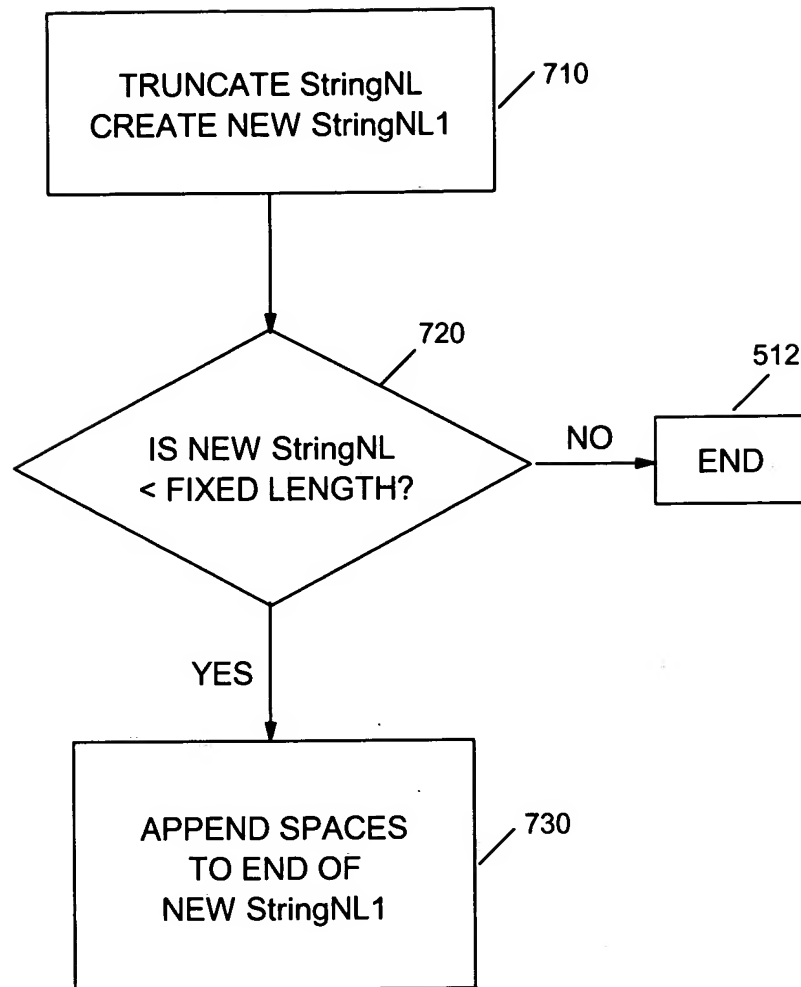 TRUNCATE StringNL
CREATE NEW StringNL1
710
720
IS NEW StringNL
< FIXED LENGTH?
NO
512
END
YES
APPEND SPACES
TO END OF
NEW StringNL1
730